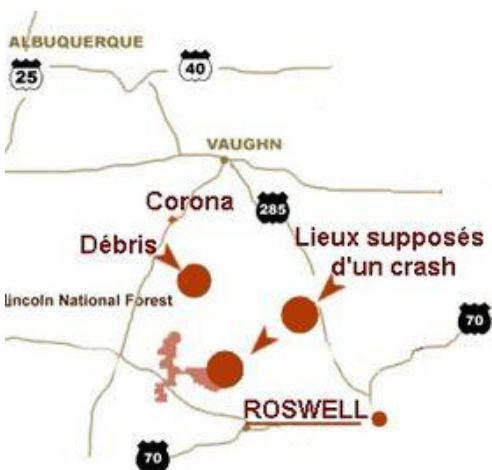 ALBUQUERQUE
25
40
VAUGHN
Corona
285
Débris
Lieux supposés
d'un crash
incoln National Forest
70
ROSWELL
70